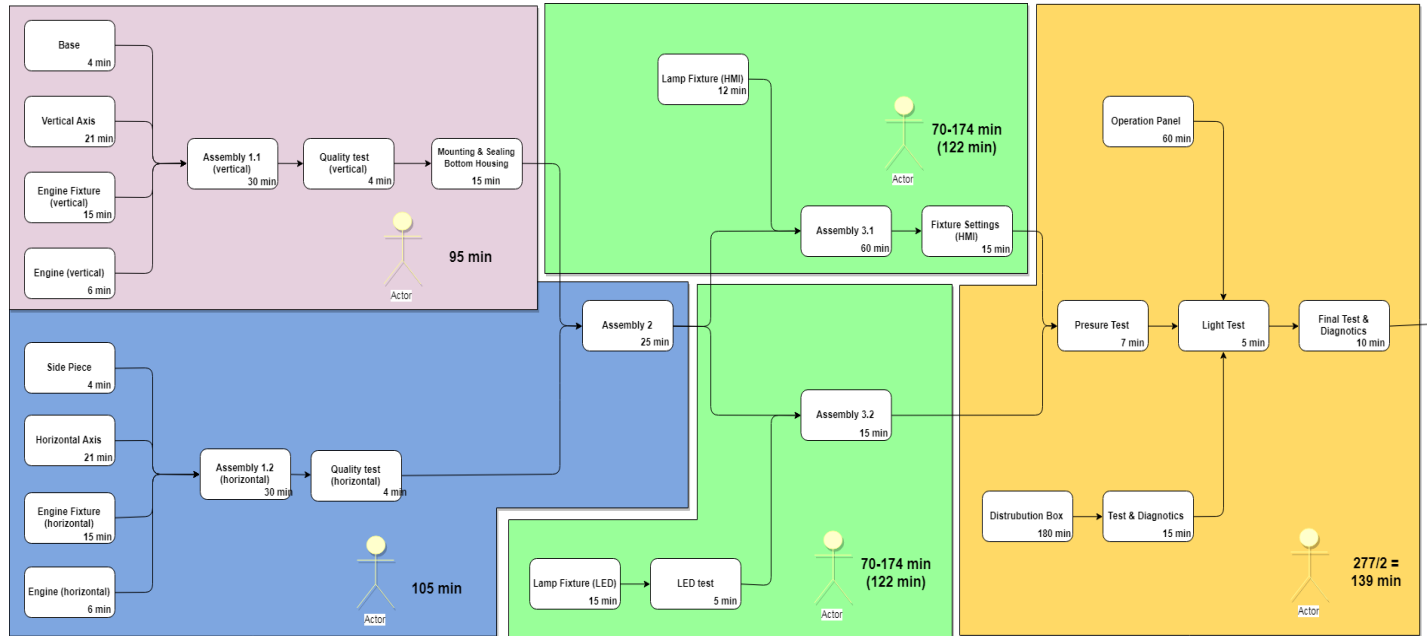 Base
4 min
Vertical Axis
21 min
Engine Fixture
(vertical)
15 min
Engine (vertical)
6 min
Assembly 1.1
(vertical)
30 min
Quality test
(vertical)
4 min
Mounting & Sealing
Bottom Housing
15 min
Actor
95 min
Side Piece
4 min
Horizontal Axis
21 min
Engine Fixture
(horizontal)
15 min
Engine (horizontal)
6 min
Assembly 1.2
(horizontal)
30 min
Quality test
(horizontal)
4 min
Actor
105 min
Assembly 2
25 min
Lamp Fixture (HMI)
12 min
Actor
70-174 min
(122 min)
Assembly 3.1
60 min
Fixture Settings
(HMI)
15 min
Assembly 3.2
15 min
Lamp Fixture (LED)
15 min
LED test
5 min
Actor
70-174 min
(122 min)
Operation Panel
60 min
Presure Test
7 min
Light Test
5 min
Final Test &
Diagnotics
10 min
Distrubution Box
180 min
Test & Diagnotics
15 min
Actor
277/2 =
139 min